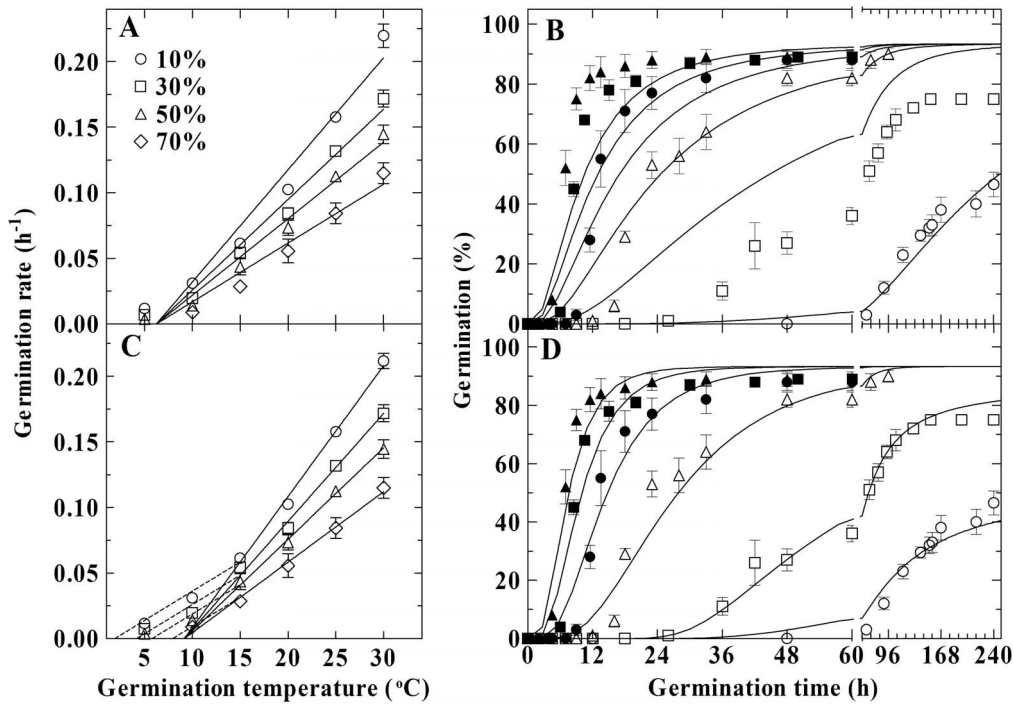 A
10%
30%
50%
70%
0.20
0.15
0.10
0.05
0.00
B
100
80
60
40
20
0
C
0.20
0.15
0.10
0.05
0.00
5 10 15 20 25 30
Germination temperature (°C)
Germination rate (h-1)
D
100
80
60
40
20
0
0 12 24 36 48 60 96 168 240
Germination time (h)
Germination (%)